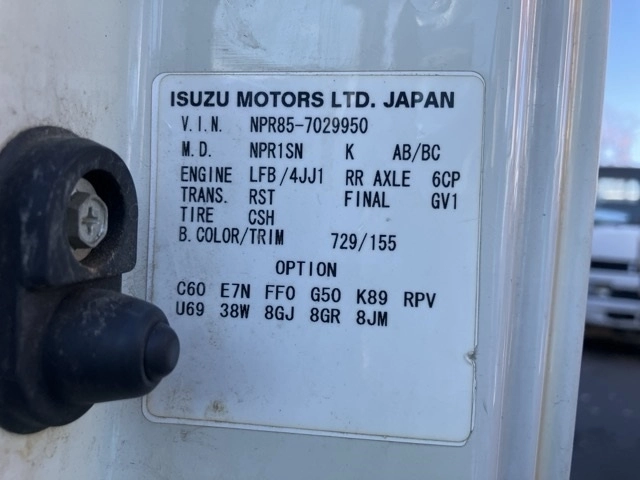 ISUZU MOTORS LTD. JAPAN
V.I.N. NPR85-7029950
M.D. NPR1SN K AB/BC
ENGINE LFB/4JJ1 RR AXLE 6CP
TRANS. RST FINAL GV1
TIRE CSH
B.COLOR/TRIM 729/155
OPTION
C60 E7N FF0 G50 K89 RPV
U69 38W 8GJ 8GR 8JM